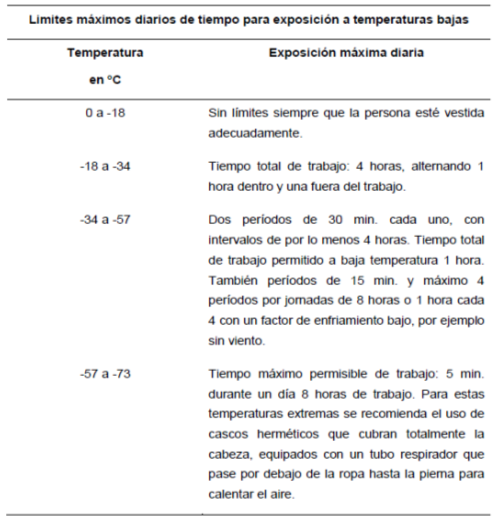 Limites máximos diarios de tiempo para exposición a temperaturas bajas
Temperatura
en °C
Exposición máxima diaria
0 a -18
Sin límites siempre que la persona esté vestida
adecuadamente.
-18 a -34
Tiempo total de trabajo: 4 horas, alternando 1
hora dentro y una fuera del trabajo.
-34 a -57
Dos períodos de 30 min. cada uno, con
intervalos de por lo menos 4 horas. Tiempo total
de trabajo permitido a baja temperatura 1 hora.
También períodos de 15 min. y máximo 4
períodos por jornadas de 8 horas o 1 hora cada
4 con un factor de enfriamiento bajo, por ejemplo
sin viento.
-57 a -73
Tiempo máximo permisible de trabajo: 5 min.
durante un día 8 horas de trabajo. Para estas
temperaturas extremas se recomienda el uso de
cascos herméticos que cubran totalmente la
cabeza, equipados con un tubo respirador que
pase por debajo de la ropa hasta la pierna para
calentar el aire.